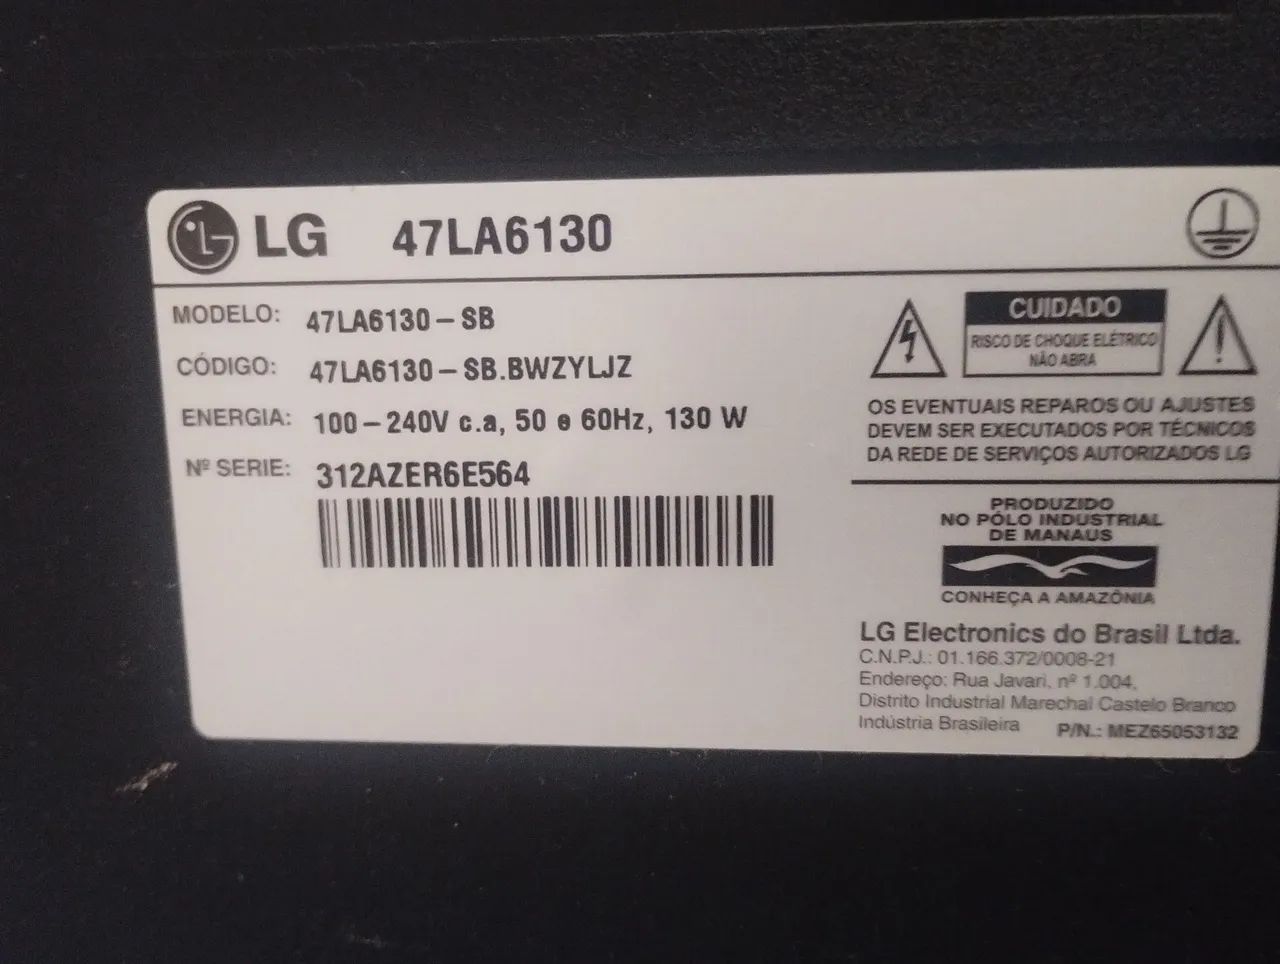 LG 47LA6130
MODELO: 47LA6130-SB
CÓDIGO: 47LA6130-SB.BWZYLJZ
ENERGIA: 100-240V c.a, 50 e 60Hz, 130 W
Nº SERIE: 312AZER6E564
CUIDADO
RISCO DE CHOQUE ELÉTRICO
NÃO ABRA
OS EVENTUAIS REPAROS OU AJUSTES
DEVEM SER EXECUTADOS POR TÉCNICOS
DA REDE DE SERVIÇOS AUTORIZADOS LG
PRODUZIDO
NO PÓLO INDUSTRIAL
DE MANAUS
CONHEÇA A AMAZÔNIA
LG Electronics do Brasil Ltda.
C.N.P.J.: 01.166.372/0008-21
Endereço: Rua Javari, nº 1.004,
Distrito Industrial Marechal Castelo Branco
Indústria Brasileira
P/N.: MEZ65053132